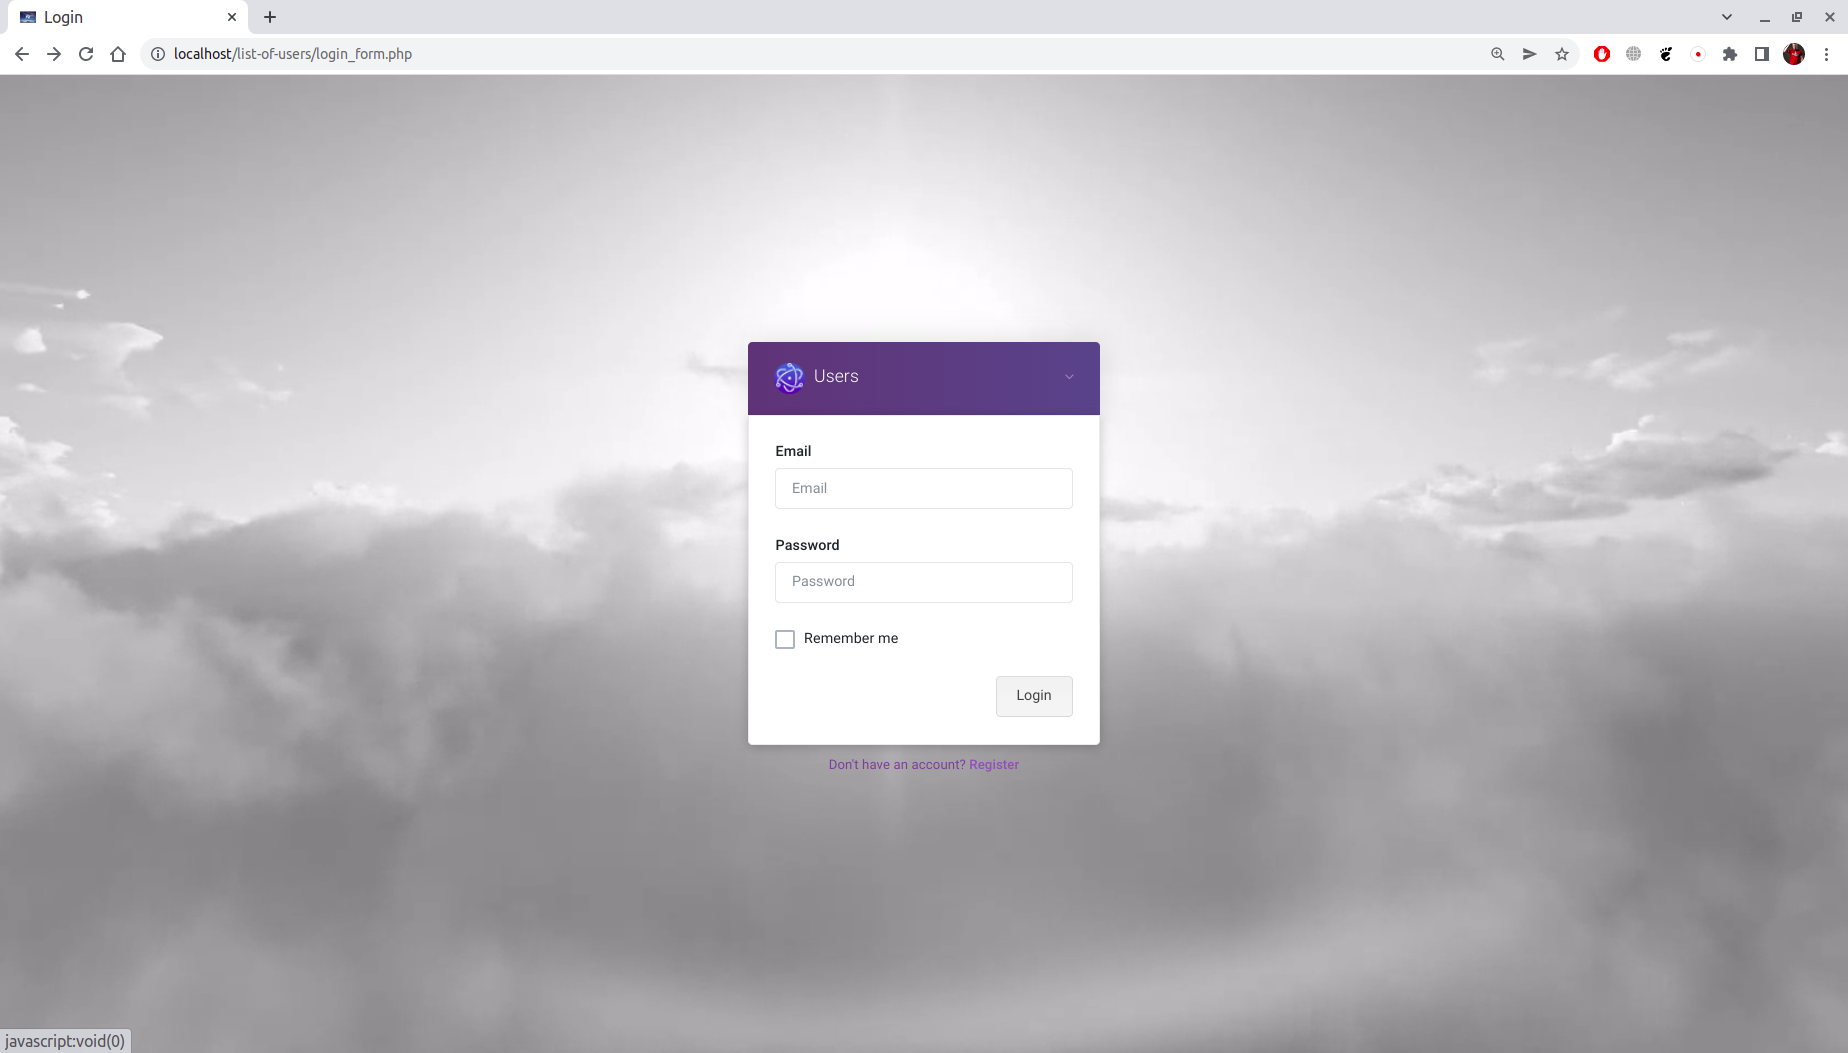 Login
localhost/list-of-users/login_form.php
Users
Email
Email
Password
Password
Remember me
Login
Don't have an account? Register
javascript:void(0)